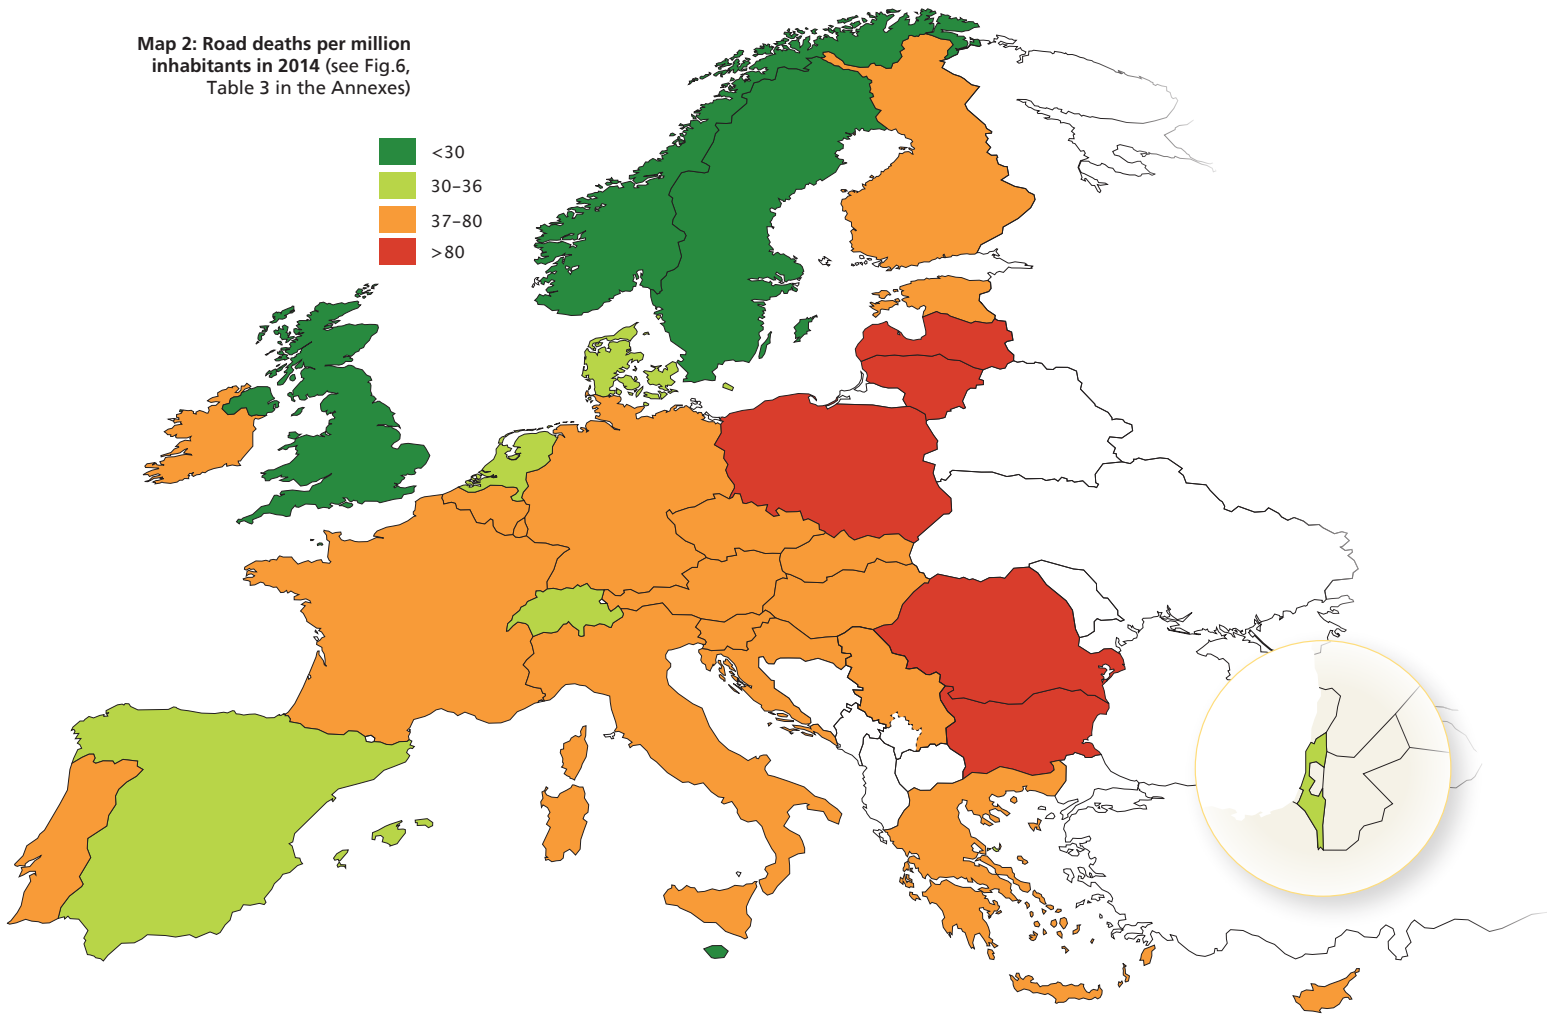 Map 2: Road deaths per million
inhabitants in 2014 (see Fig.6,
Table 3 in the Annexes)
<30
30–36
37–80
>80